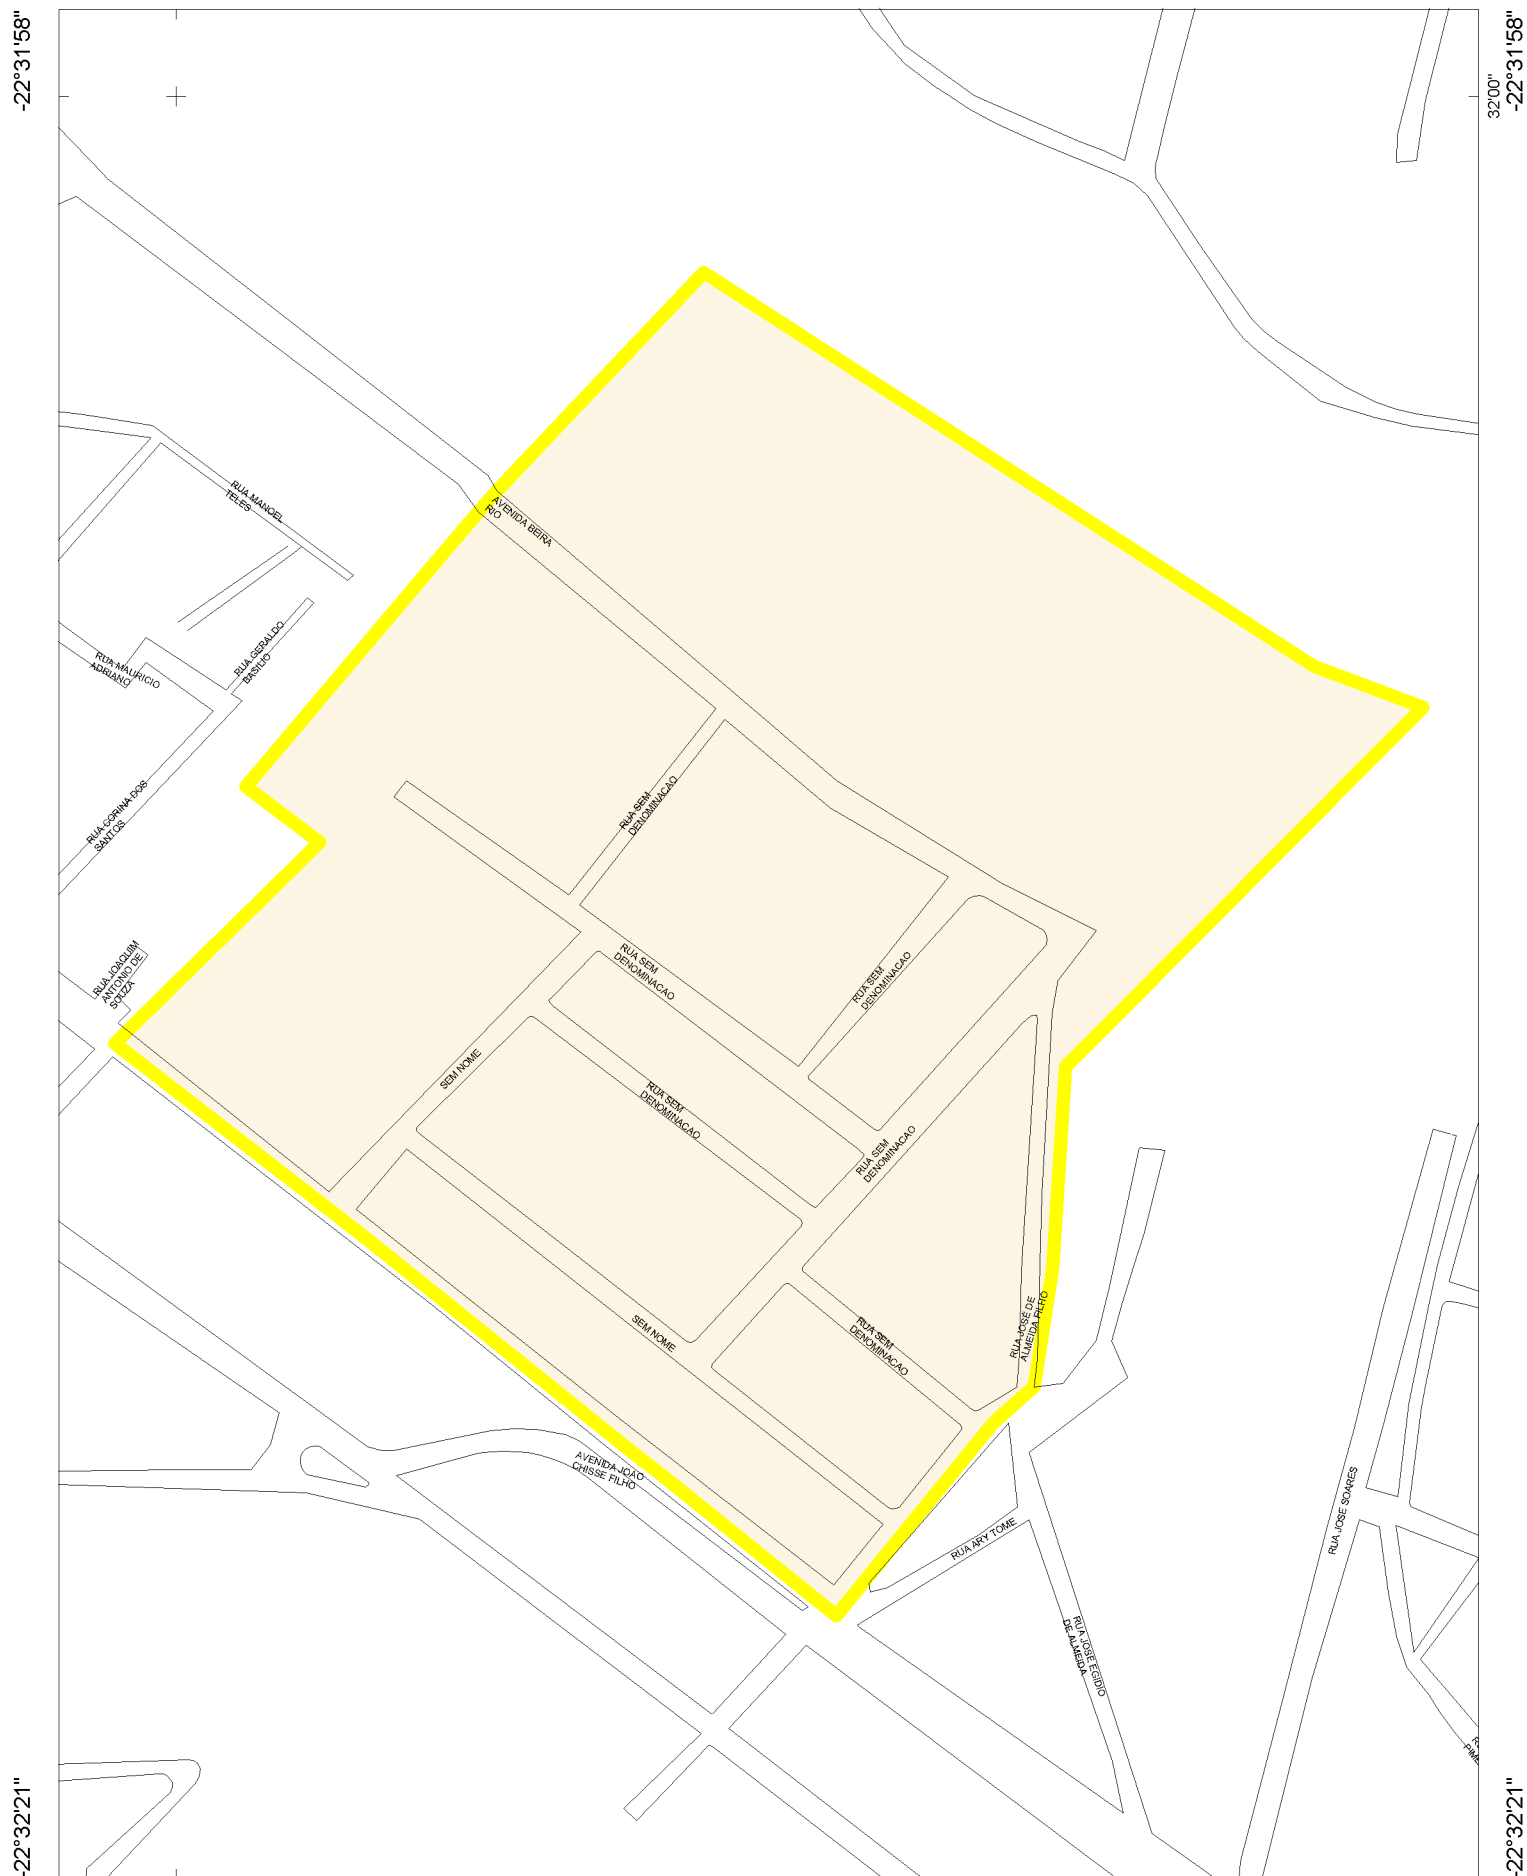 -22°31'58"
-22°31'58"
32'00"
RUA MANOEL
TELES
AVENIDA BEIRA
RIO
RUA GERALDO
BASILIO
RUA MAURICIO
ADRIANO
RUA CORINA DOS
SANTOS
RUA SEM
DENOMINACAO
RUA JOAQUIM
ANTONIO DE
SOUZA
RUA SEM
DENOMINACAO
RUA SEM
DENOMINACAO
SEM NOME
RUA SEM
DENOMINACAO
RUA SEM
DENOMINACAO
RUA JOSE DE
ALMEIDA FILHO
SEM NOME
RUA SEM
DENOMINACAO
AVENIDA JOAO
CHISSE FILHO
RUA ARY TOME
RUA JOSE SOARES
RUA JOSE EGIDIO
DE ALMEIDA
-22°32'21"
-22°32'21"